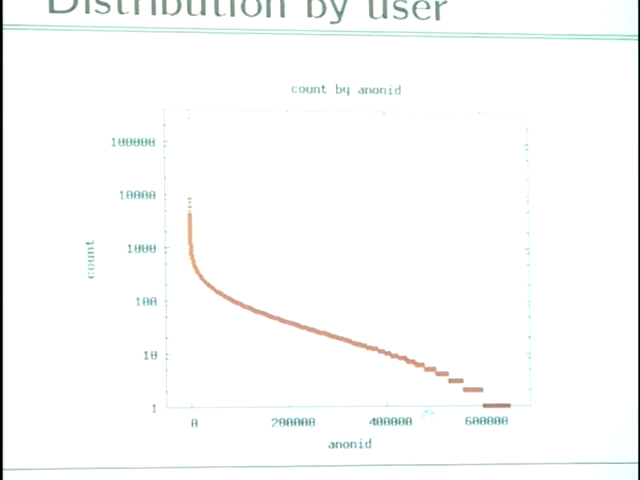 Distribution by user
count by anonid
100000
10000
1000
100
10
1
count
0 200000 400000 600000
anonid